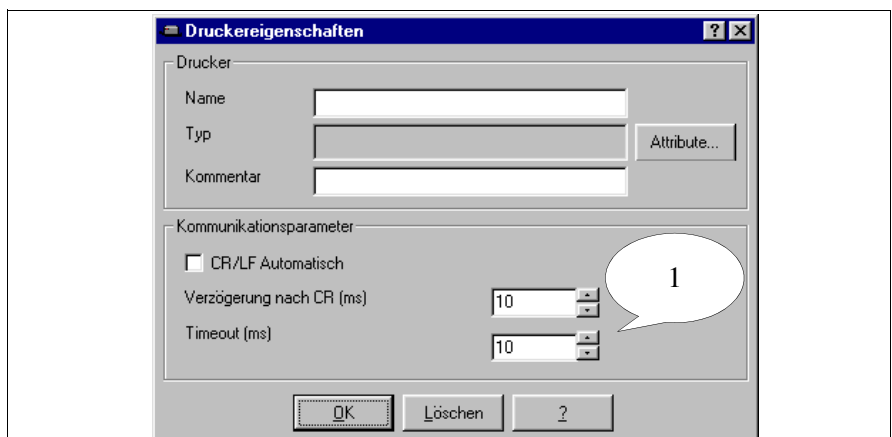 Druckereigenschaften
Drucker
Name
Typ
Attribute...
Kommentar
Kommunikationsparameter
CR/LF Automatisch
1
Verzögerung nach CR (ms) 10
Timeout (ms) 10
OK Löschen ?